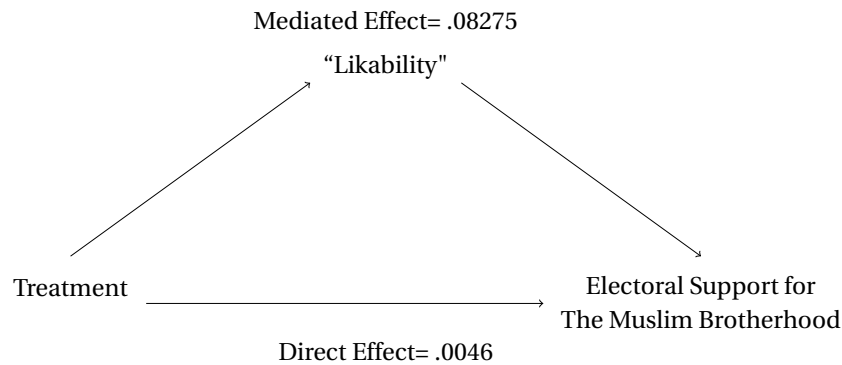 Mediated Effect= .08275
“Likability"
Treatment
Electoral Support for
The Muslim Brotherhood
Direct Effect= .0046